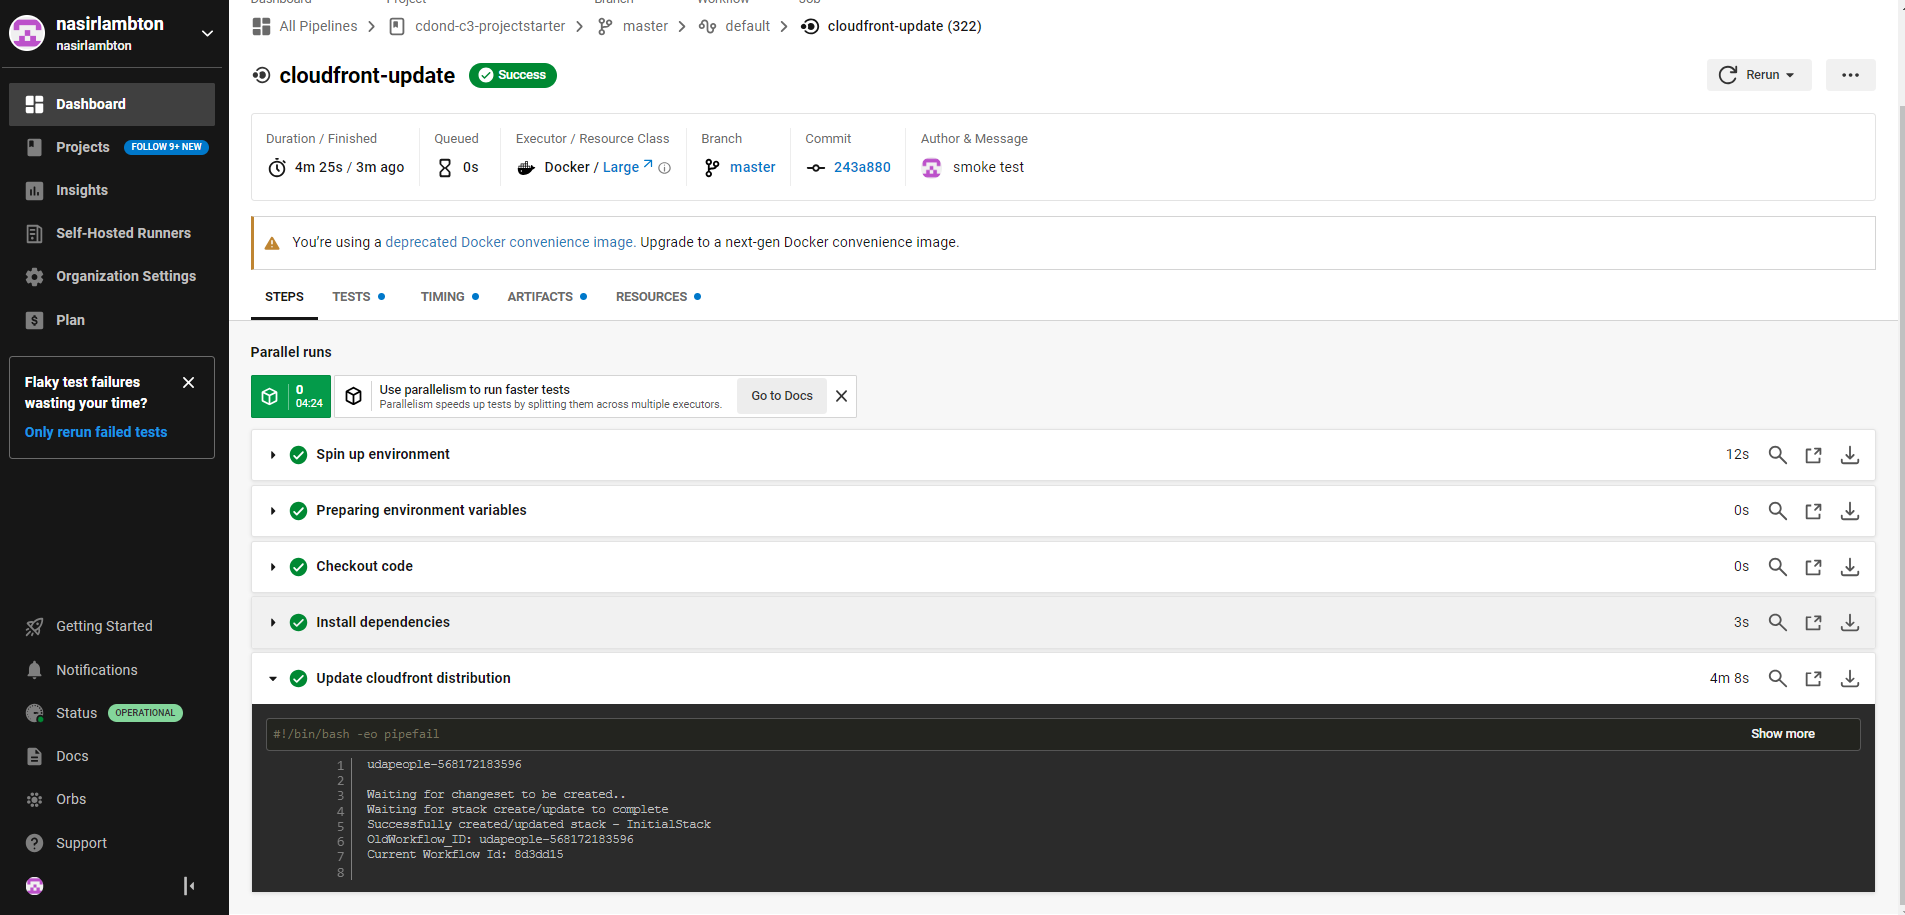 nasirlambton
nasirlambton
Dashboard
Projects FOLLOW 9+ NEW
Insights
Self-Hosted Runners
Organization Settings
Plan
Flaky test failures
wasting your time?
Only rerun failed tests
Getting Started
Notifications
Status OPERATIONAL
Docs
Orbs
Support
Dashboard Project Branch Workflow Job
All Pipelines cdond-c3-projectstarter master default cloudfront-update (322)
cloudfront-update Success
Rerun
Duration / Finished Queued Executor / Resource Class Branch Commit Author & Message
4m 25s / 3m ago 0s Docker / Large master 243a880 smoke test
You're using a deprecated Docker convenience image. Upgrade to a next-gen Docker convenience image.
STEPS TESTS TIMING ARTIFACTS RESOURCES
Parallel runs
0
04:24
Use parallelism to run faster tests
Parallelism speeds up tests by splitting them across multiple executors.
Go to Docs
Spin up environment 12s
Preparing environment variables 0s
Checkout code 0s
Install dependencies 3s
Update cloudfront distribution 4m 8s
#!/bin/bash -eo pipefail Show more
1 udapeople-568172183596
2
3 Waiting for changeset to be created..
4 Waiting for stack create/update to complete
5 Successfully created/updated stack - InitialStack
6 OldWorkflow_ID: udapeople-568172183596
7 Current Workflow Id: 8d3dd15
8